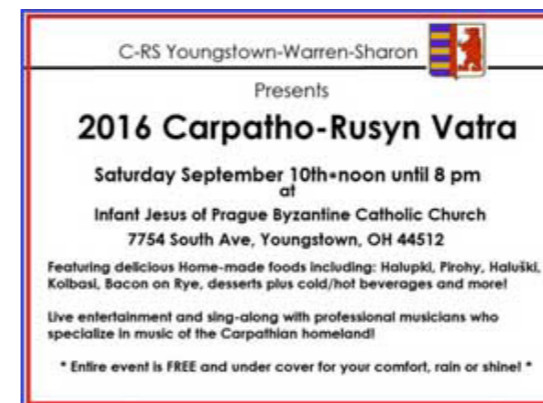 C-RS Youngstown-Warren-Sharon
Presents
2016 Carpatho-Rusyn Vatra
Saturday September 10th•noon until 8 pm
at
Infant Jesus of Prague Byzantine Catholic Church
7754 South Ave, Youngstown, OH 44512
Featuring delicious Home-made foods including: Halupki, Pirohy, Haluški,
Kolbasi, Bacon on Rye, desserts plus cold/hot beverages and more!
Live entertainment and sing-along with professional musicians who
specialize in music of the Carpathian homeland!
* Entire event is FREE and under cover for your comfort, rain or shine! *